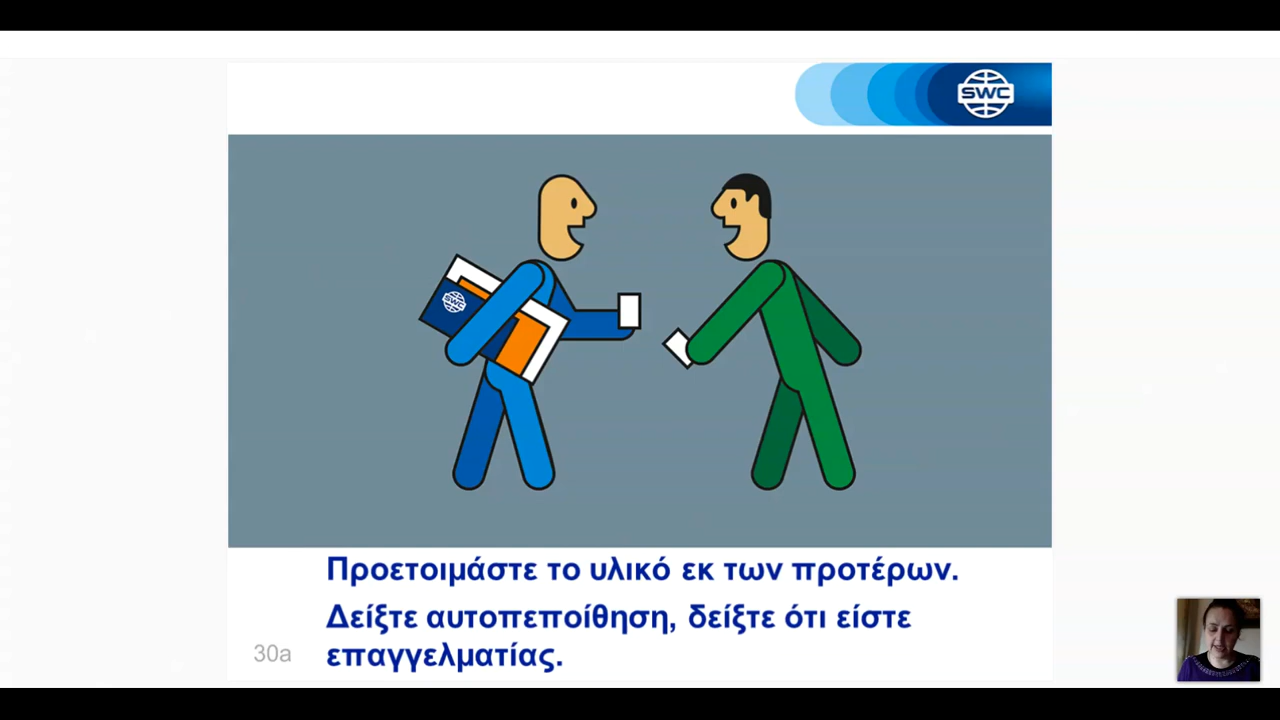 SWC
SWC
Προετοιμάστε το υλικό εκ των προτέρων.
Δείξτε αυτοπεποίθηση, δείξτε ότι είστε
επαγγελματίας.
30a